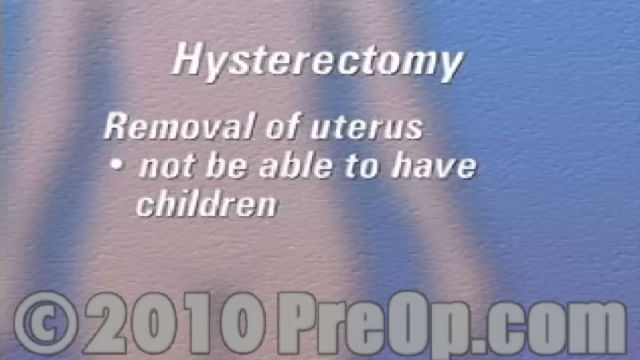 Hysterectomy
Removal of uterus
• not be able to have
children
© 2010 PreOp.com